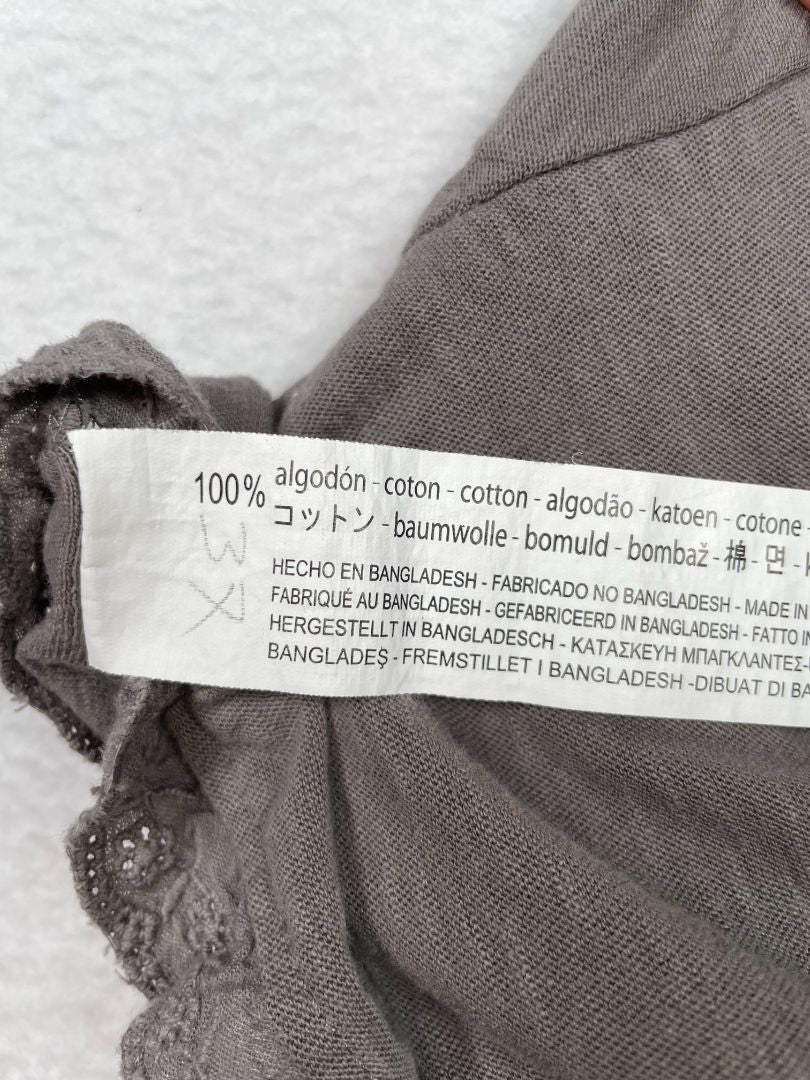 100% algodón - coton - cotton - algodão - katoen - cotone -
コットン - baumwolle - bomuld - bombaž - 棉 - 면 -
HECHO EN BANGLADESH - FABRICADO NO BANGLADESH - MADE IN
FABRIQUÉ AU BANGLADESH - GEFABRICEERD IN BANGLADESH - FATTO IN
HERGESTELLT IN BANGLADESCH - ΚΑΤΑΣΚΕΥΗ ΜΠΑΓΚΛΑΝΤΕΣ-
BANGLADEŞ - FREMSTILLET I BANGLADESH -DIBUAT DI BA